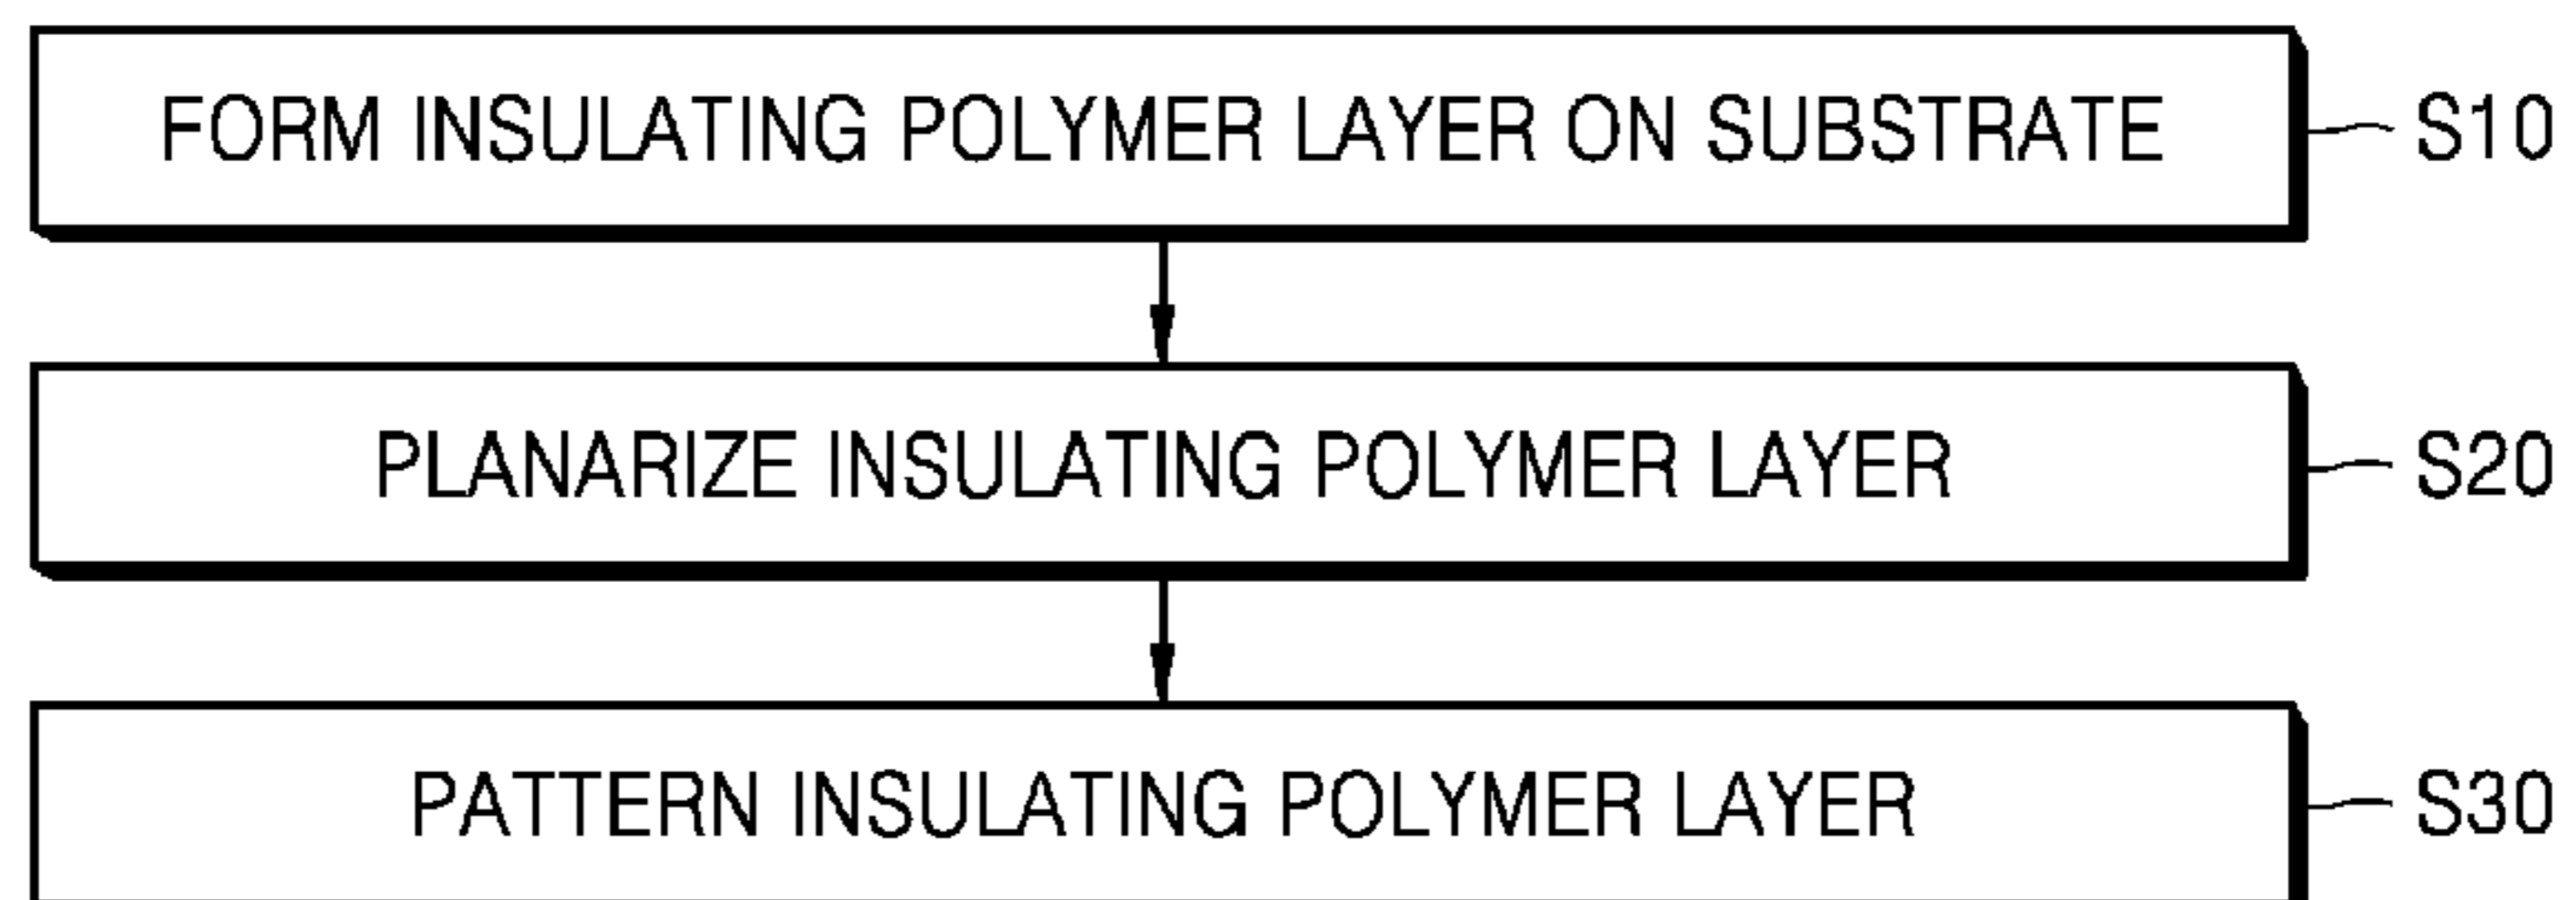 FORM INSULATING POLYMER LAYER ON SUBSTRATE S10
PLANARIZE INSULATING POLYMER LAYER S20
PATTERN INSULATING POLYMER LAYER S30